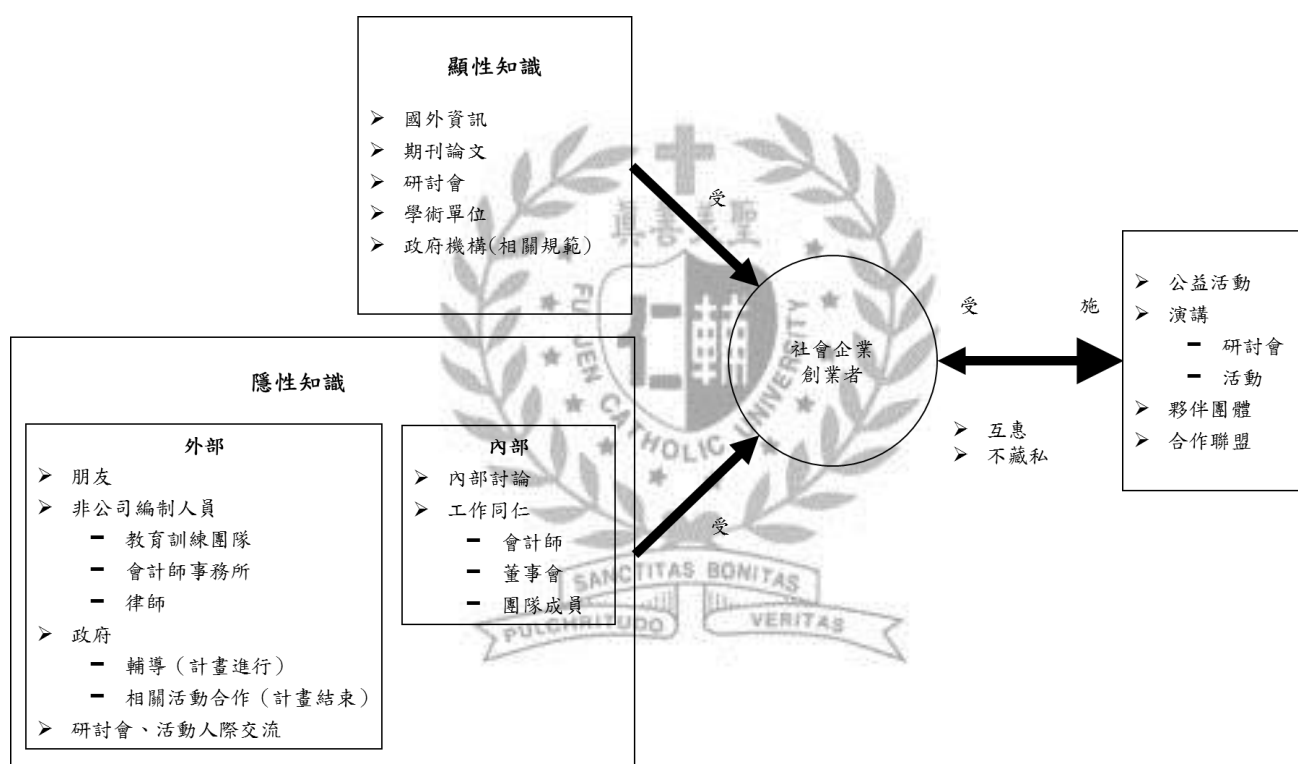 顯性知識
➤ 國外資訊
➤ 期刊論文
➤ 研討會
➤ 學術單位
➤ 政府機構(相關規範)
受
隱性知識
外部
➤ 朋友
➤ 非公司編制人員
- 教育訓練團隊
- 會計師事務所
- 律師
➤ 政府
- 輔導（計畫進行）
- 相關活動合作（計畫結束）
➤ 研討會、活動人際交流
內部
➤ 內部討論
➤ 工作同仁
- 會計師
- 董事會
- 團隊成員
受
社會企業
創業者
受
施
➤ 互惠
➤ 不藏私
➤ 公益活動
➤ 演講
- 研討會
- 活動
➤ 夥伴團體
➤ 合作聯盟
真善美聖
FU JEN CATHOLIC UNIVERSITY
SANCTITAS BONITAS
PULCHRITUDO
VERITAS